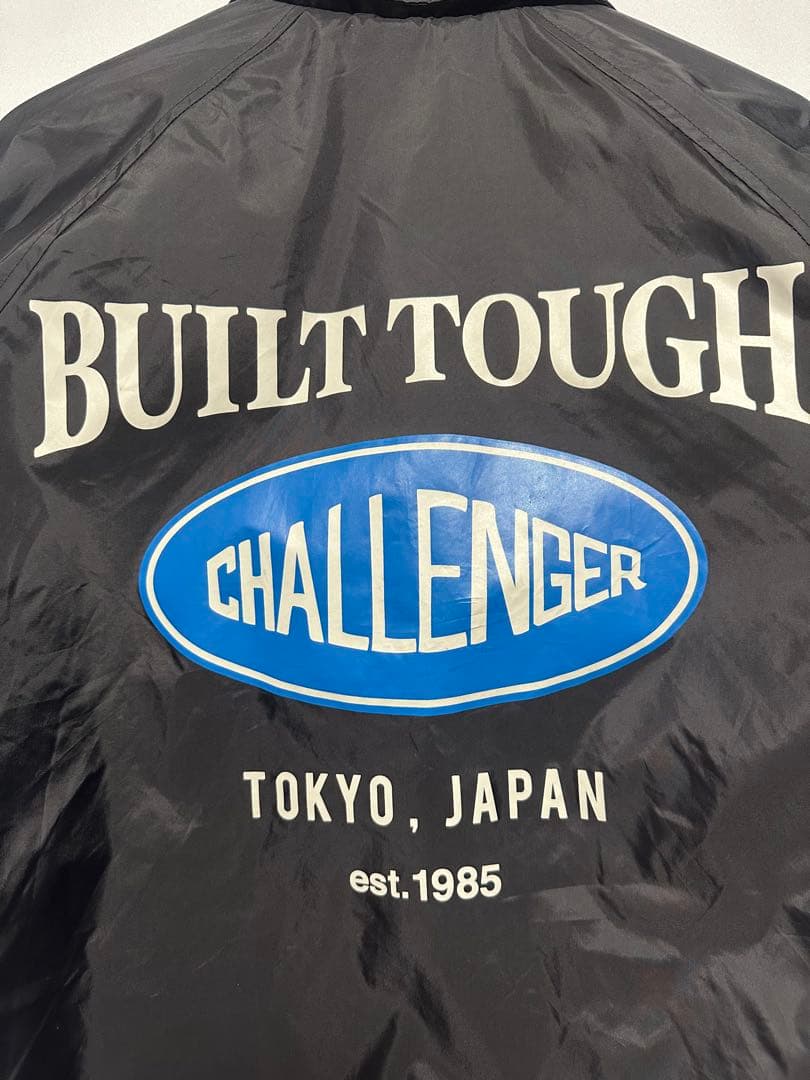 BUILT TOUGH
CHALLENGER
TOKYO, JAPAN
est.1985